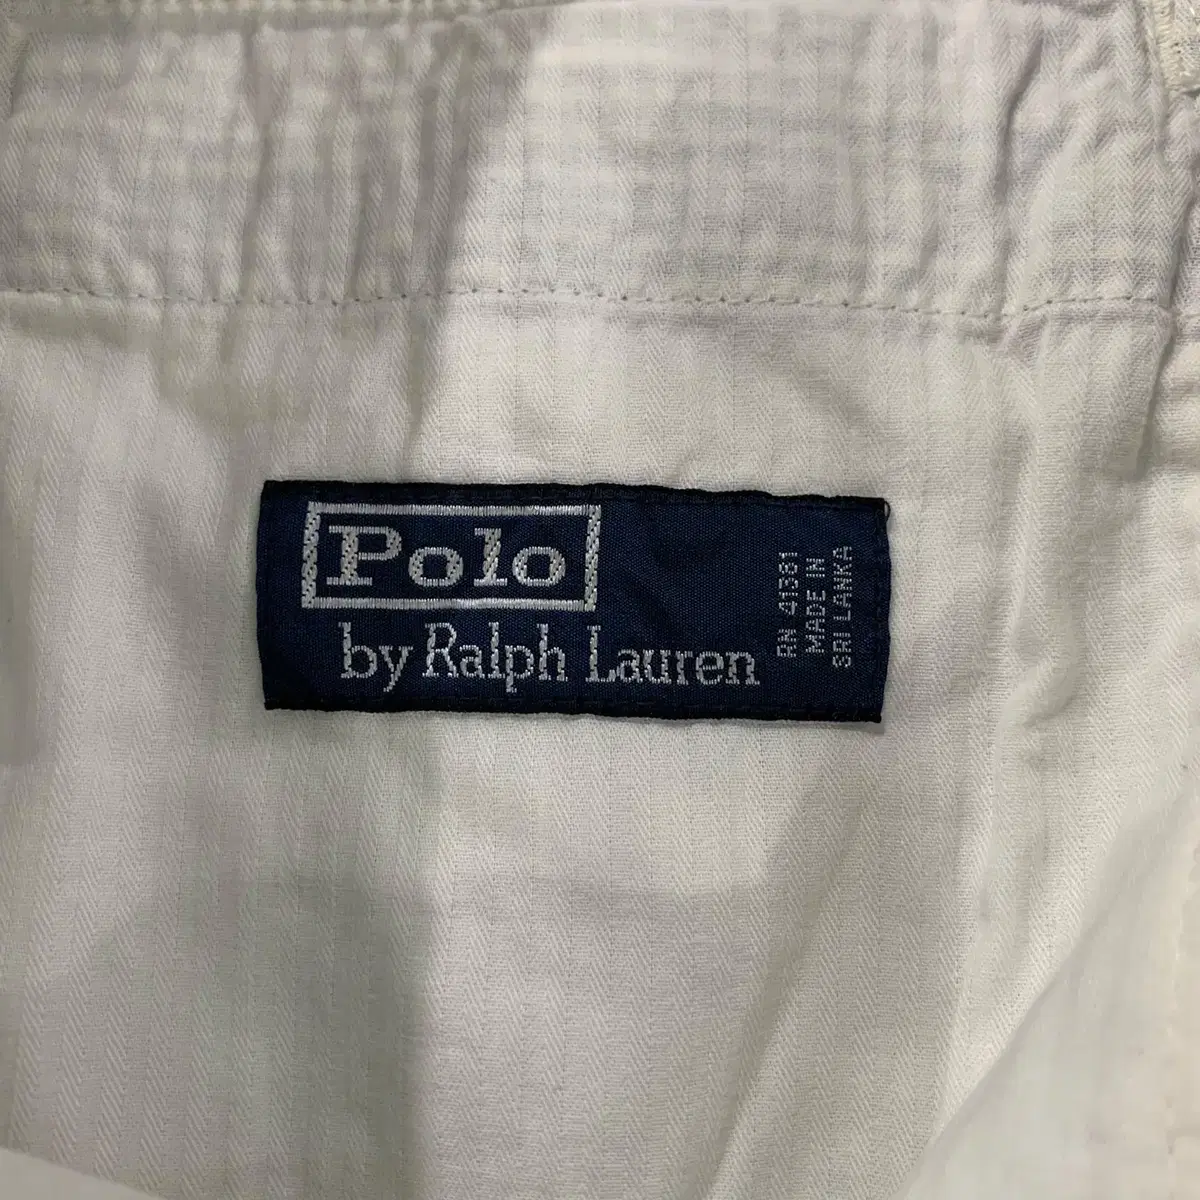 Polo
by Ralph Lauren
RN 41381
MADE IN
SRI LANKA